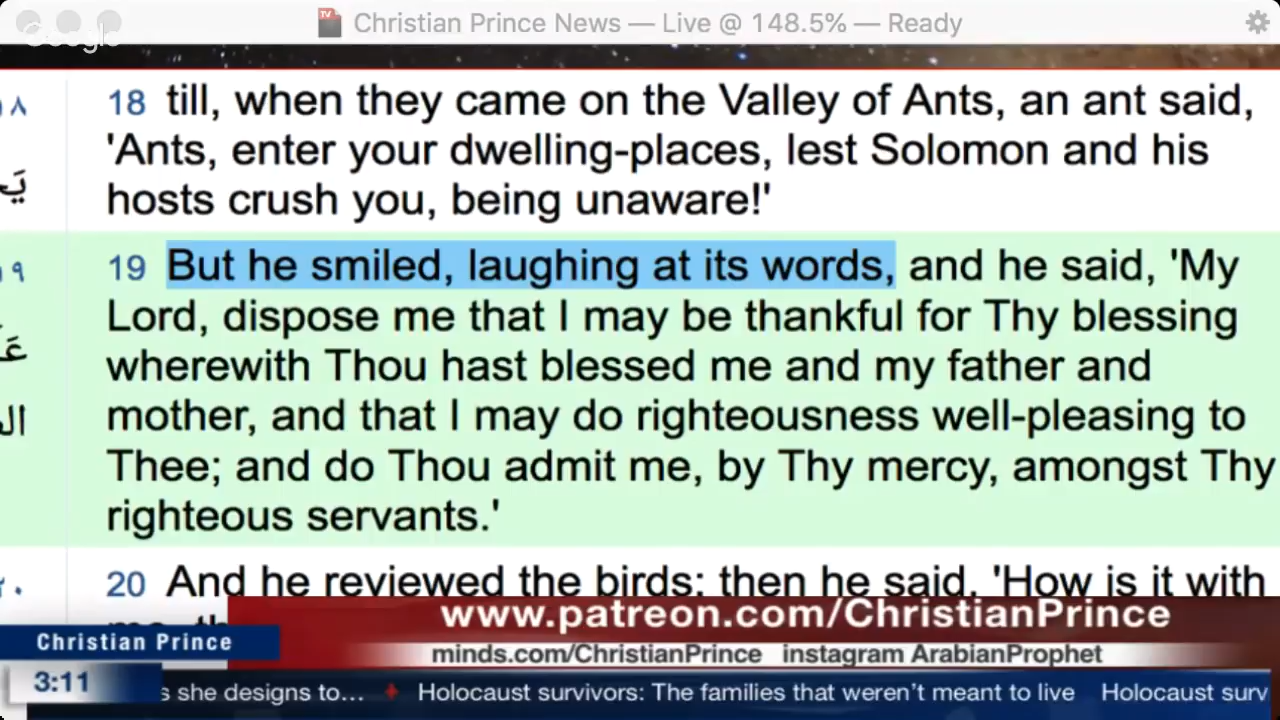 Christian Prince News — Live @ 148.5% — Ready
Google
18 till, when they came on the Valley of Ants, an ant said,
'Ants, enter your dwelling-places, lest Solomon and his
hosts crush you, being unaware!'
19 But he smiled, laughing at its words, and he said, 'My
Lord, dispose me that I may be thankful for Thy blessing
wherewith Thou hast blessed me and my father and
mother, and that I may do righteousness well-pleasing to
Thee; and do Thou admit me, by Thy mercy, amongst Thy
righteous servants.'
20 And he reviewed the birds; then he said, 'How is it with
www.patreon.com/ChristianPrince
Christian Prince
minds.com/ChristianPrince instagram ArabianProphet
3:11
s she designs to... Holocaust survivors: The families that weren't meant to live Holocaust surv